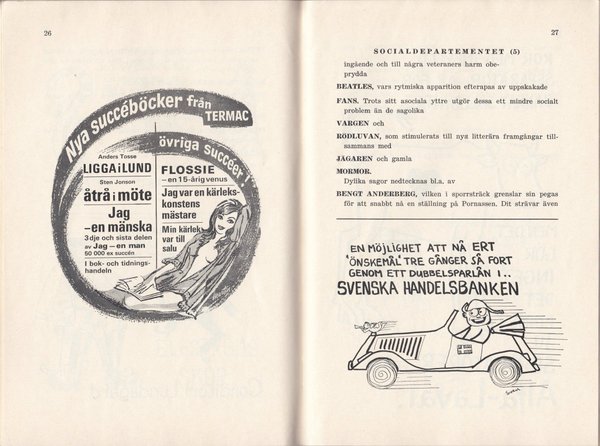 26
Nya succéböcker från
TERMAC
Anders Tosse
LIGGAiLUND
Sten Jonson
åtrå i möte
Jag
–en mänska
3dje och sista delen
av Jag – en man
50 000 ex succén
I bok- och tidnings-
handeln
övriga succéer!
FLOSSIE
– en 15-årig venus
Jag var en kärleks-
konstens
mästare
Min kärlek
var till
salu
27
SOCIALDEPARTEMENTET (5)
ingående och till några veteraners harm obe-
prydda
BEATLES, vars rytmiska apparition efterapas av uppskakade
FANS. Trots sitt asociala yttre utgör dessa ett mindre socialt
problem än de sagolika
VARGEN och
RÖDLUVAN, som stimulerats till nya litterära framgångar till-
sammans med
JÄGAREN och gamla
MORMOR.
Dylika sagor nedtecknas bl.a. av
BENGT ANDERBERG, vilken i sporrsträck grenslar sin pegas
för att snabbt nå en ställning på Pornassen. Dit strävar även
EN MÖJLIGHET ATT NÅ ERT
"ÖNSKEMÅL" TRE GÅNGER SÅ FORT
GENOM ETT DUBBELSPARLÅN I..
SVENSKA HANDELSBANKEN